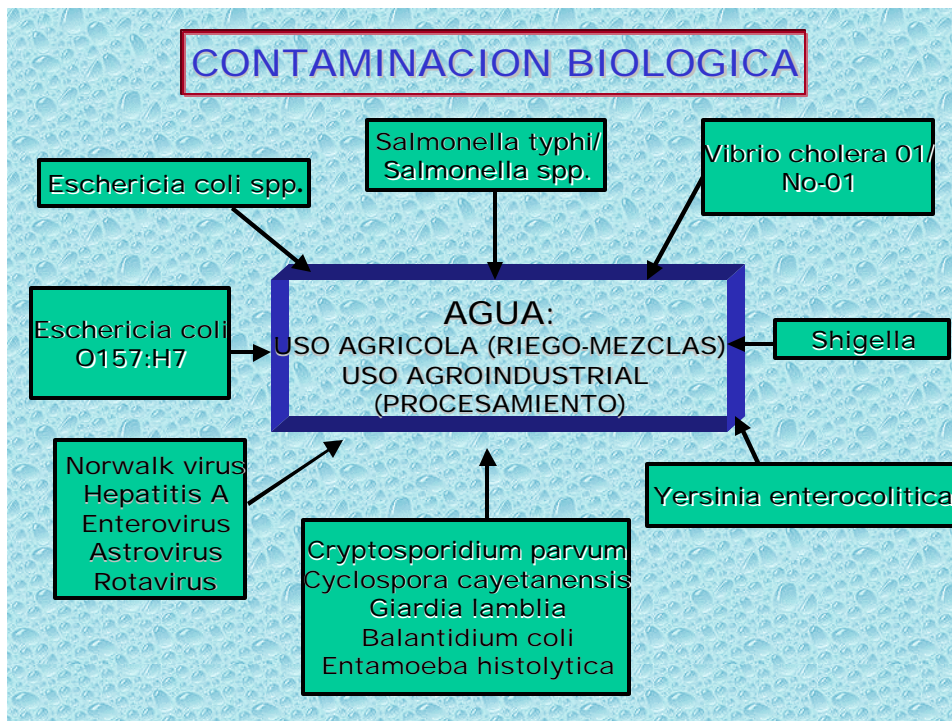 CONTAMINACION BIOLOGICA
Eschericia coli spp.
Salmonella typhi/
Salmonella spp.
Vibrio cholera 01/
No-01
Eschericia coli
O157:H7
AGUA:
USO AGRICOLA (RIEGO-MEZCLAS)
USO AGROINDUSTRIAL
(PROCESAMIENTO)
Shigella
Norwalk virus
Hepatitis A
Enterovirus
Astrovirus
Rotavirus
Cryptosporidium parvum
Cyclospora cayetanensis
Giardia lamblia
Balantidium coli
Entamoeba histolytica
Yersinia enterocolitica